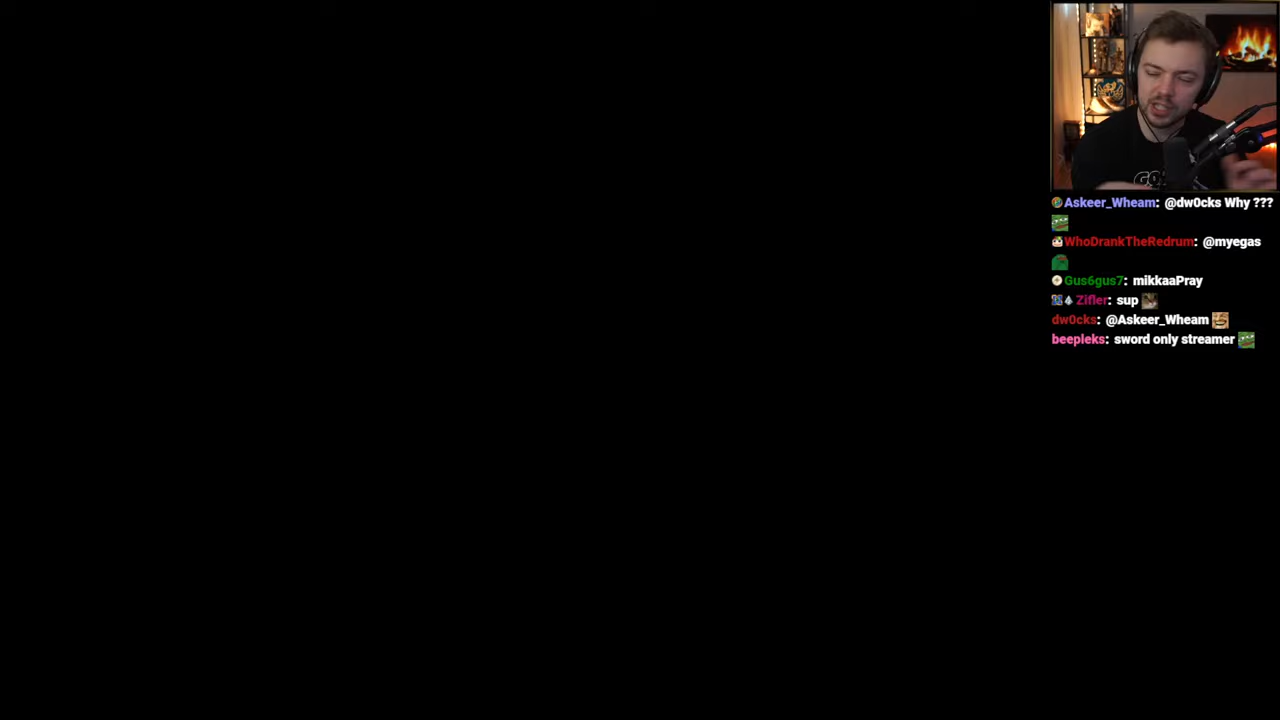 Askeer_Wheam: @dw0cks Why ???
WhoDrankTheRedrum: @myegas
Gus6gus7: mikkaaPray
Zifler: sup
dw0cks: @Askeer_Wheam
beepleks: sword only streamer